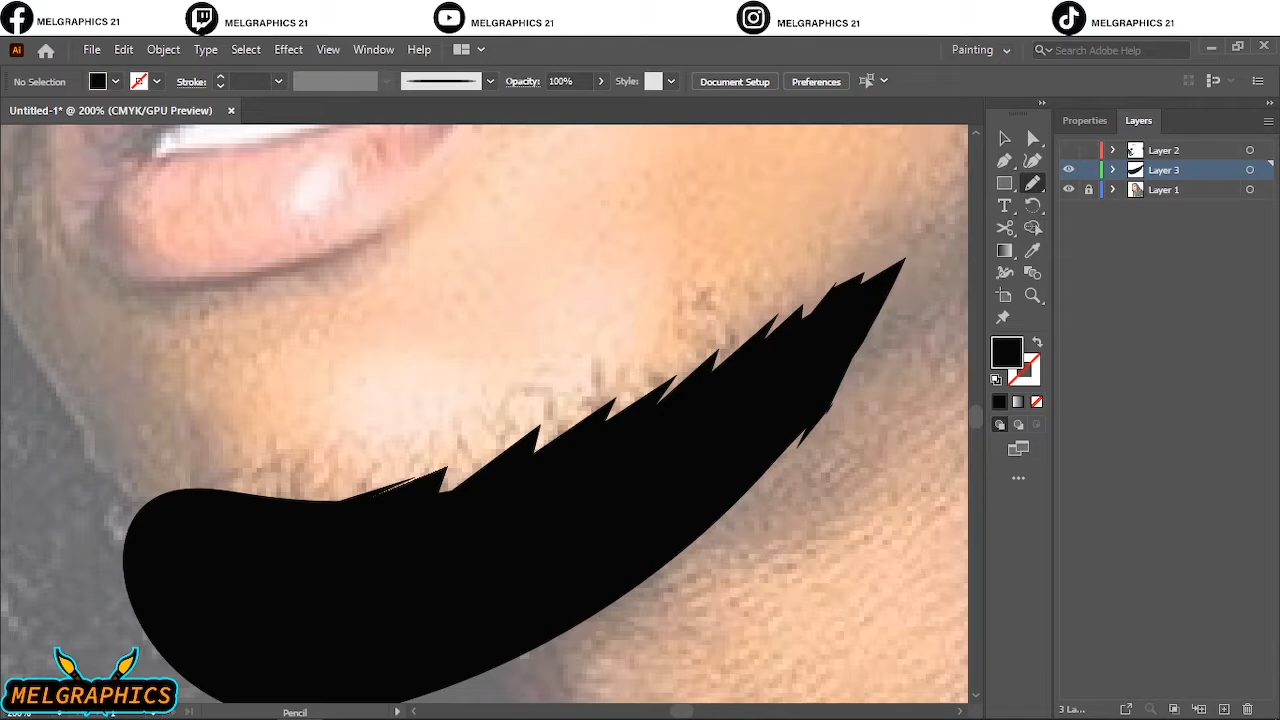 MELGRAPHICS 21 MELGRAPHICS 21 MELGRAPHICS 21 MELGRAPHICS 21 MELGRAPHICS 21
Ai File Edit Object Type Select Effect View Window Help Painting Search Adobe Help
No Selection Stroke: Opacity: 100% Style: Document Setup Preferences
Untitled-1* @ 200% (CMYK/GPU Preview)
Properties Layers
Layer 2
Layer 3
Layer 1
MELGRAPHICS
Pencil
3 La...